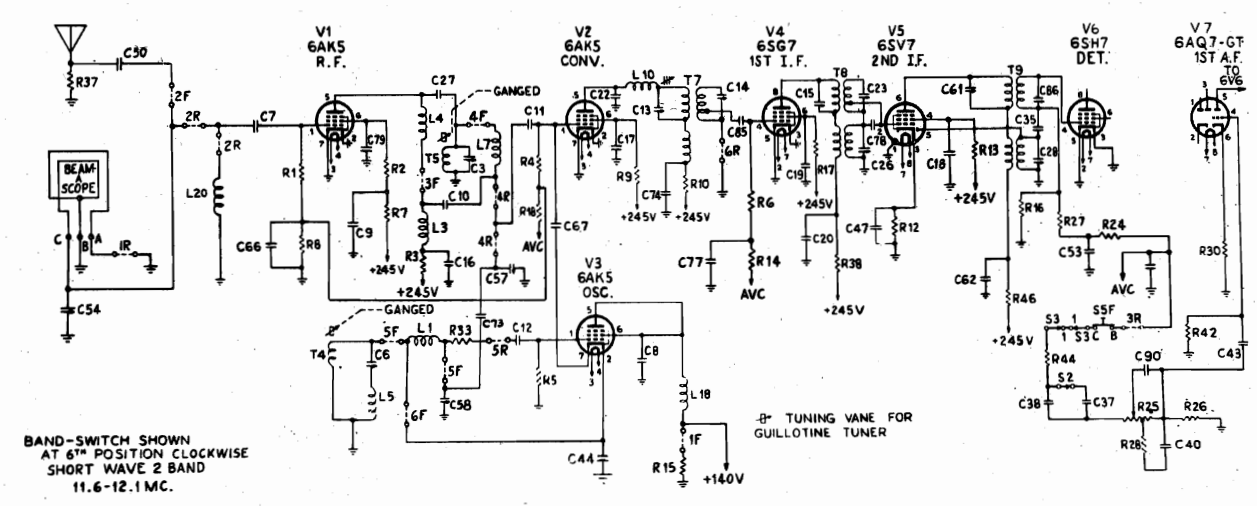 V1
6AK5
R.F.
V2
6AK5
CONV.
V4
6SG7
1ST I.F.
V5
6SV7
2ND I.F.
V6
6SH7
DET.
V7
6AQ7-GT
1ST A.F.
TO
6V6
C50
R37
2F
2R
2R
C7
L20
BEAM-
A
SCOPE
C
B
A
1R
C54
R1
C66
R8
C79
R2
R7
C9
+245V
C27
GANGED
L4
4F
L7
T5
C3
3F
C10
L3
R3
C16
+245V
4R
4R
C57
C73
C11
R4
R18
AVC
C67
C22
L10
C13
C17
R9
+245V
T7
C14
C74
R10
+245V
C85
6R
R6
C77
R14
AVC
C15
C19
R17
+245V
T8
C23
C78
C26
C20
R38
+245V
C47
R12
C18
R13
+245V
C61
T9
C86
C35
C28
R16
C62
R46
+245V
R27
C53
R24
AVC
R30
R42
C43
V3
6AK5
OSC.
GANGED
T4
5F
C6
L5
L1
R33
5F
C58
6F
5R
C12
R5
C8
L18
1F
R15
+140V
C44
S3
1
1
S3
S5F
C
B
3R
R44
S2
C38
C37
C90
R25
R26
R28
C40
TUNING VANE FOR
GUILLOTINE TUNER
BAND-SWITCH SHOWN
AT 6TH POSITION CLOCKWISE
SHORT WAVE 2 BAND
11.6-12.1 MC.